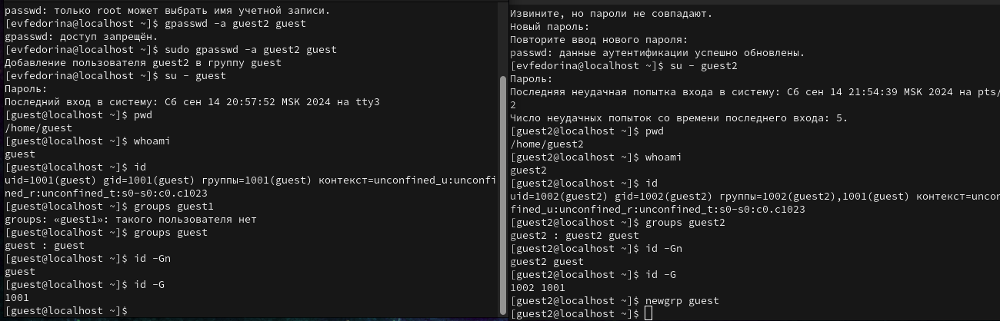 passwd: только root может выбрать имя учетной записи.
[evfedorina@localhost ~]$ gpasswd -a guest2 guest
gpasswd: доступ запрещён.
[evfedorina@localhost ~]$ sudo gpasswd -a guest2 guest
Добавление пользователя guest2 в группу guest
[evfedorina@localhost ~]$ su - guest
Пароль:
Последний вход в систему: Сб сен 14 20:57:52 MSK 2024 на tty3
[guest@localhost ~]$ pwd
/home/guest
[guest@localhost ~]$ whoami
guest
[guest@localhost ~]$ id
uid=1001(guest) gid=1001(guest) группы=1001(guest) контекст=unconfined_u:unconfi
ned_r:unconfined_t:s0-s0:c0.c1023
[guest@localhost ~]$ groups guest1
groups: «guest1»: такого пользователя нет
[guest@localhost ~]$ groups guest
guest : guest
[guest@localhost ~]$ id -Gn
guest
[guest@localhost ~]$ id -G
1001
[guest@localhost ~]$
Извините, но пароли не совпадают.
Новый пароль:
Повторите ввод нового пароля:
passwd: данные аутентификации успешно обновлены.
[evfedorina@localhost ~]$ su - guest2
Пароль:
Последняя неудачная попытка входа в систему: Сб сен 14 21:54:39 MSK 2024 на pts/
2
Число неудачных попыток со времени последнего входа: 5.
[guest2@localhost ~]$ pwd
/home/guest2
[guest2@localhost ~]$ whoami
guest2
[guest2@localhost ~]$ id
uid=1002(guest2) gid=1002(guest2) группы=1002(guest2),1001(guest) контекст=uncon
fined_u:unconfined_r:unconfined_t:s0-s0:c0.c1023
[guest2@localhost ~]$ groups guest2
guest2 : guest2 guest
[guest2@localhost ~]$ id -Gn
guest2 guest
[guest2@localhost ~]$ id -G
1002 1001
[guest2@localhost ~]$ newgrp guest
[guest2@localhost ~]$